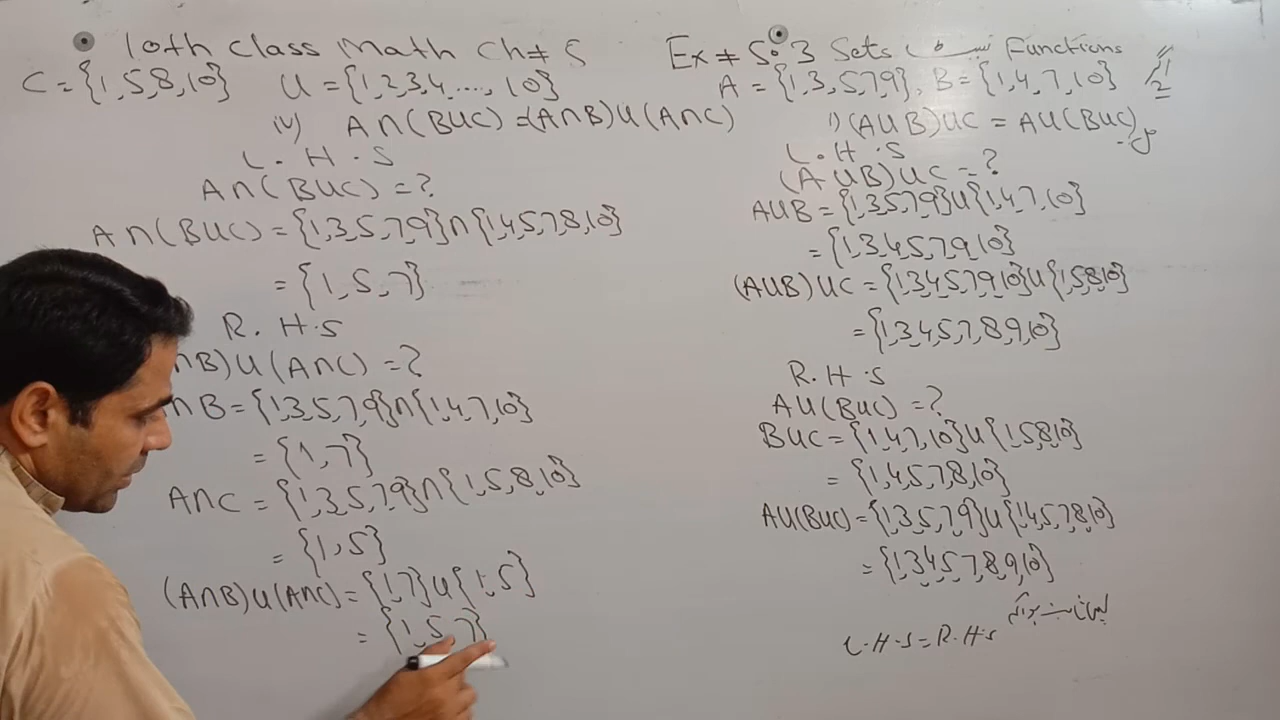 10th Class Math Ch# 5 Ex # 5.3 Sets Functions
C = {1,5,8,10} U = {1,2,3,4....,10} A = {1,3,5,7,9}, B = {1,4,7,10}
iv) A∩(B∪C) = (A∩B)∪(A∩C)
L.H.S
A∩(B∪C) = ?
A∩(B∪C) = {1,3,5,7,9}∩{1,4,5,7,8,10}
= {1,5,7}
R.H.S
∩B)∪(A∩C) = ?
∩B = {1,3,5,7,9}∩{1,4,7,10}
= {1,7}
A∩C = {1,3,5,7,9}∩{1,5,8,10}
= {1,5}
(A∩B)∪(A∩C) = {1,7}∪{1,5}
= {1,5,7}
i) (A∪B)∪C = A∪(B∪C)
L.H.S
(A∪B)∪C = ?
A∪B = {1,3,5,7,9}∪{1,4,7,10}
= {1,3,4,5,7,9,10}
(A∪B)∪C = {1,3,4,5,7,9,10}∪{1,5,8,10}
= {1,3,4,5,7,8,9,10}
R.H.S
A∪(B∪C) = ?
B∪C = {1,4,7,10}∪{1,5,8,10}
= {1,4,5,7,8,10}
A∪(B∪C) = {1,3,5,7,9}∪{1,4,5,7,8,10}
= {1,3,4,5,7,8,9,10}
L.H.S = R.H.S